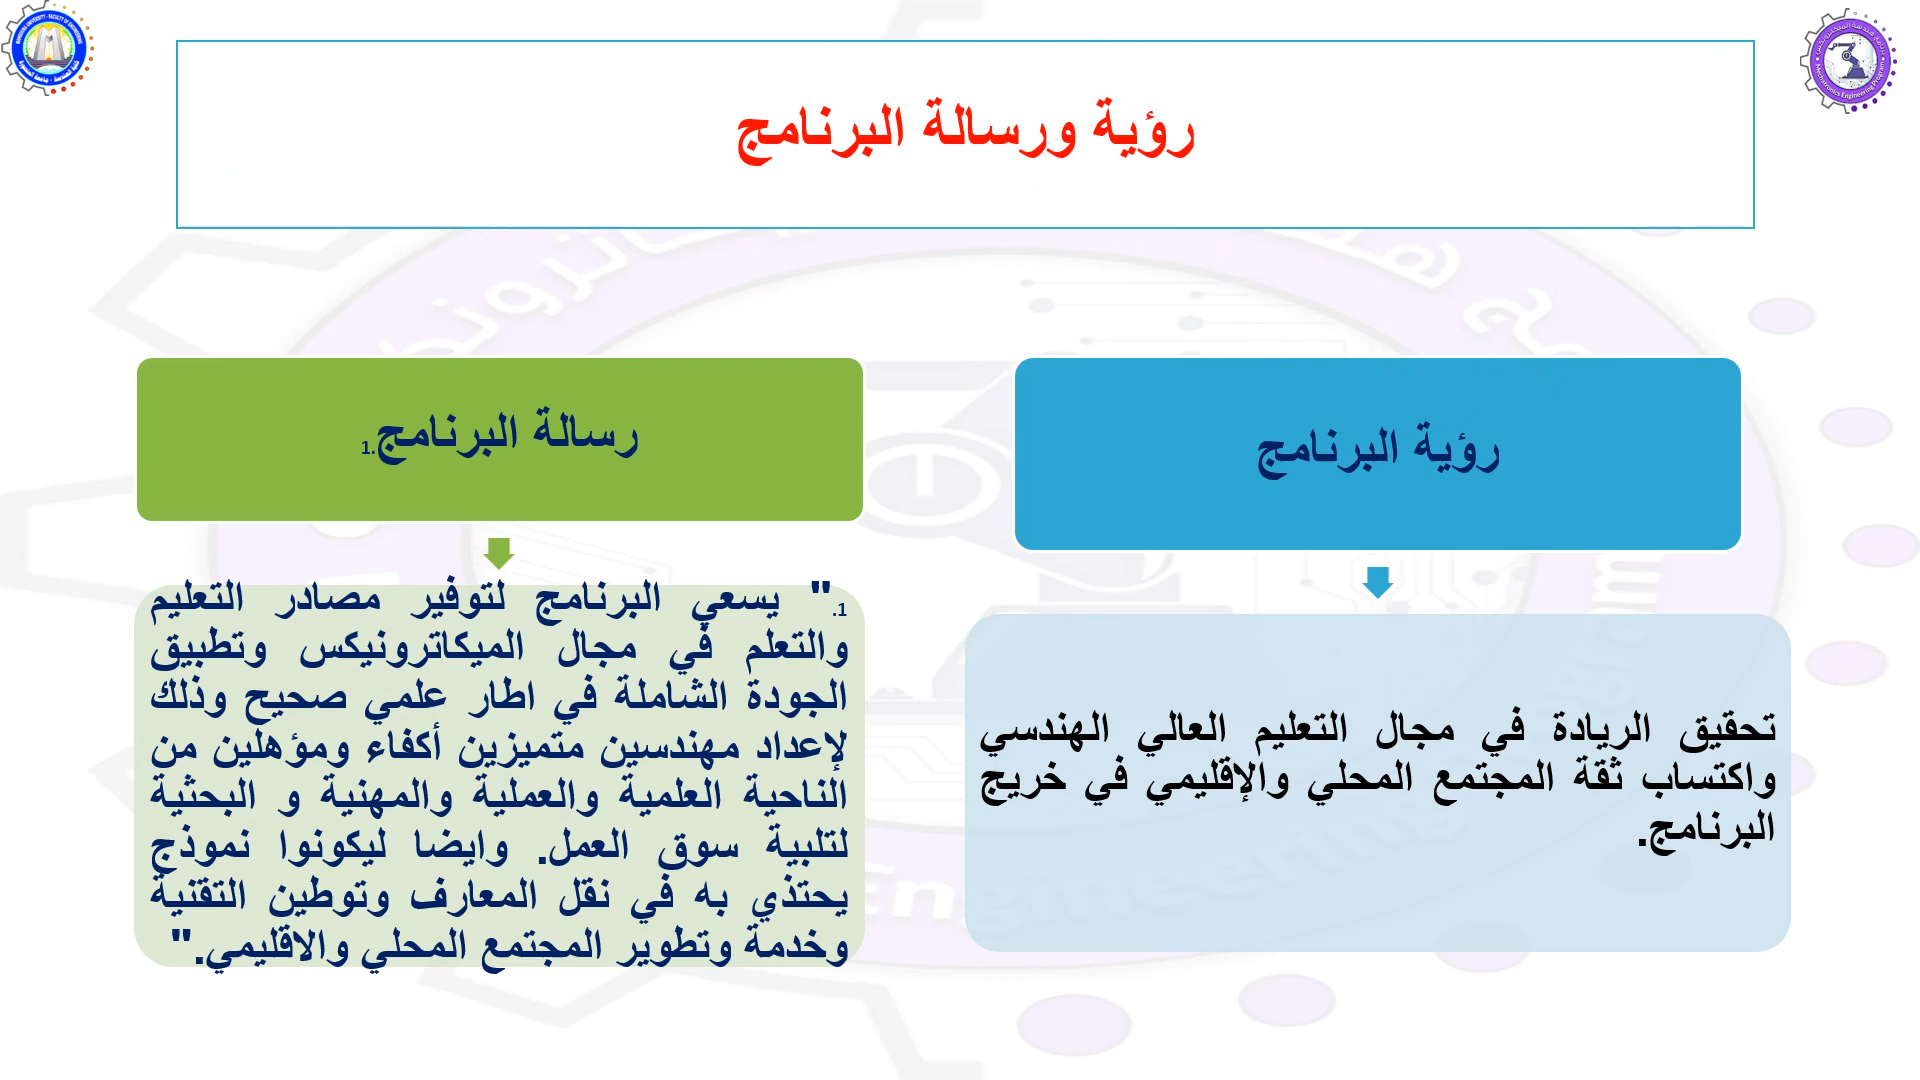 رؤية ورسالة البرنامج
رؤية البرنامج
تحقيق الريادة في مجال التعليم العالي الهندسي
واكتساب ثقة المجتمع المحلي والإقليمي في خريج
البرنامج.
رسالة البرنامج.1
1." يسعي البرنامج لتوفير مصادر التعليم
والتعلم في مجال الميكاترونيكس وتطبيق
الجودة الشاملة في اطار علمي صحيح وذلك
لإعداد مهندسين متميزين أكفاء ومؤهلين من
الناحية العلمية والعملية والمهنية و البحثية
لتلبية سوق العمل. وايضا ليكونوا نموذج
يحتذي به في نقل المعارف وتوطين التقنية
وخدمة وتطوير المجتمع المحلي والاقليمي."